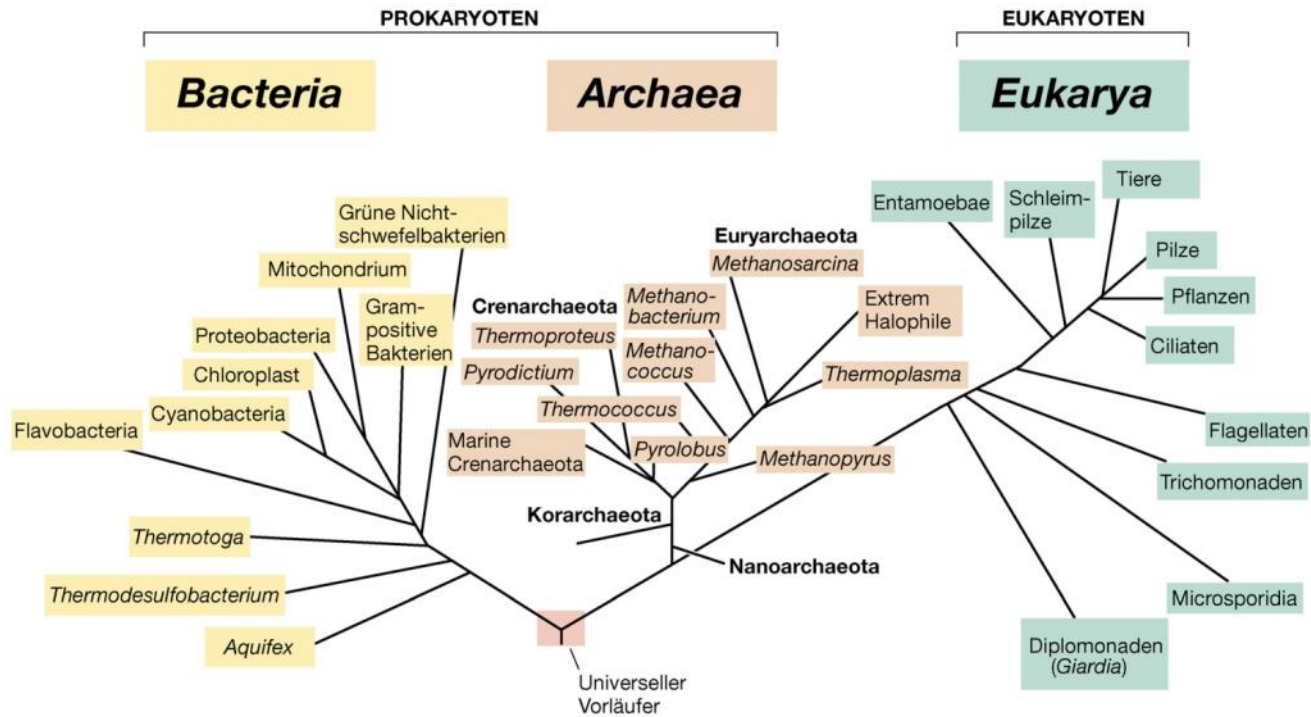 PROKARYOTEN
EUKARYOTEN
Bacteria
Archaea
Eukarya
Grüne Nicht-
schwefelbakterien
Mitochondrium
Gram-
positive
Bakterien
Proteobacteria
Chloroplast
Cyanobacteria
Flavobacteria
Thermotoga
Thermodesulfobacterium
Aquifex
Universeller
Vorläufer
Crenarchaeota
Thermoproteus
Pyrodictium
Thermococcus
Marine
Crenarchaeota
Pyrolobus
Korarchaeota
Nanoarchaeota
Euryarchaeota
Methanosarcina
Methano-
bacterium
Methano-
coccus
Extrem
Halophile
Thermoplasma
Methanopyrus
Entamoebae
Schleim-
pilze
Tiere
Pilze
Pflanzen
Ciliaten
Flagellaten
Trichomonaden
Microsporidia
Diplomonaden
(Giardia)